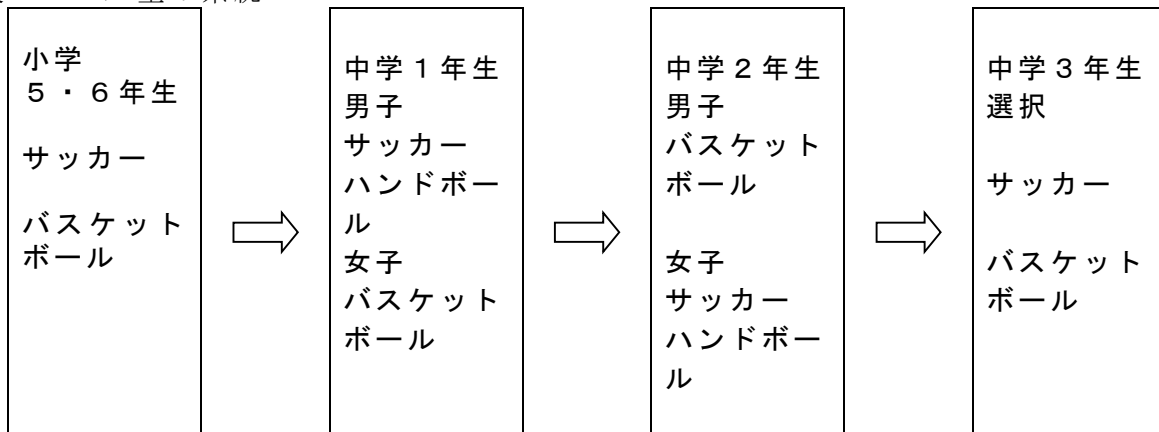 小学
５・６年生
サッカー
バスケット
ボール
中学１年生
男子
サッカー
ハンドボー
ル
女子
バスケット
ボール
中学２年生
男子
バスケット
ボール
女子
サッカー
ハンドボー
ル
中学３年生
選択
サッカー
バスケット
ボール